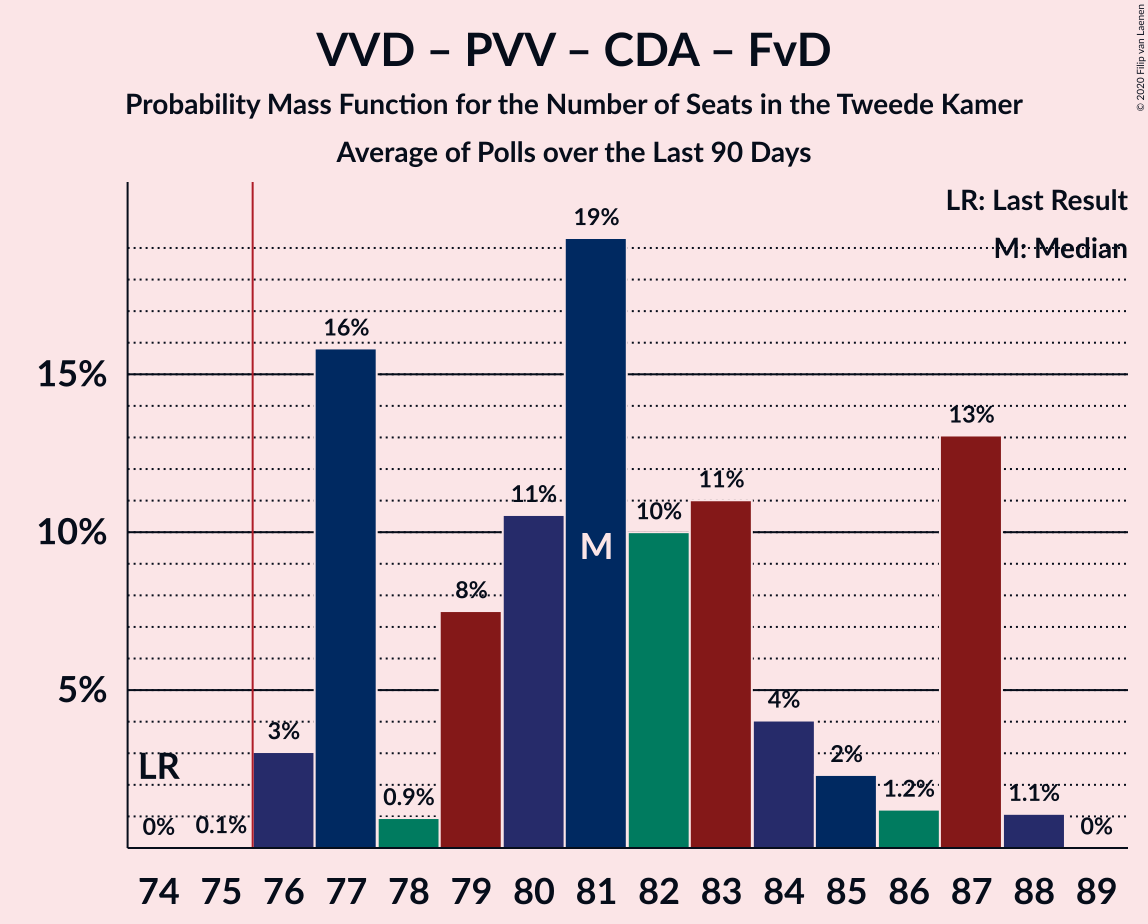 VVD – PVV – CDA – FvD
Probability Mass Function for the Number of Seats in the Tweede Kamer
Average of Polls over the Last 90 Days
© 2020 Filip van Laenen
LR: Last Result
M: Median
19%
16%
15%
13%
11%
11%
10%
10%
M
8%
5%
4%
3%
2%
LR
0.9%
1.2%
1.1%
0%
0.1%
0%
74 75 76 77 78 79 80 81 82 83 84 85 86 87 88 89